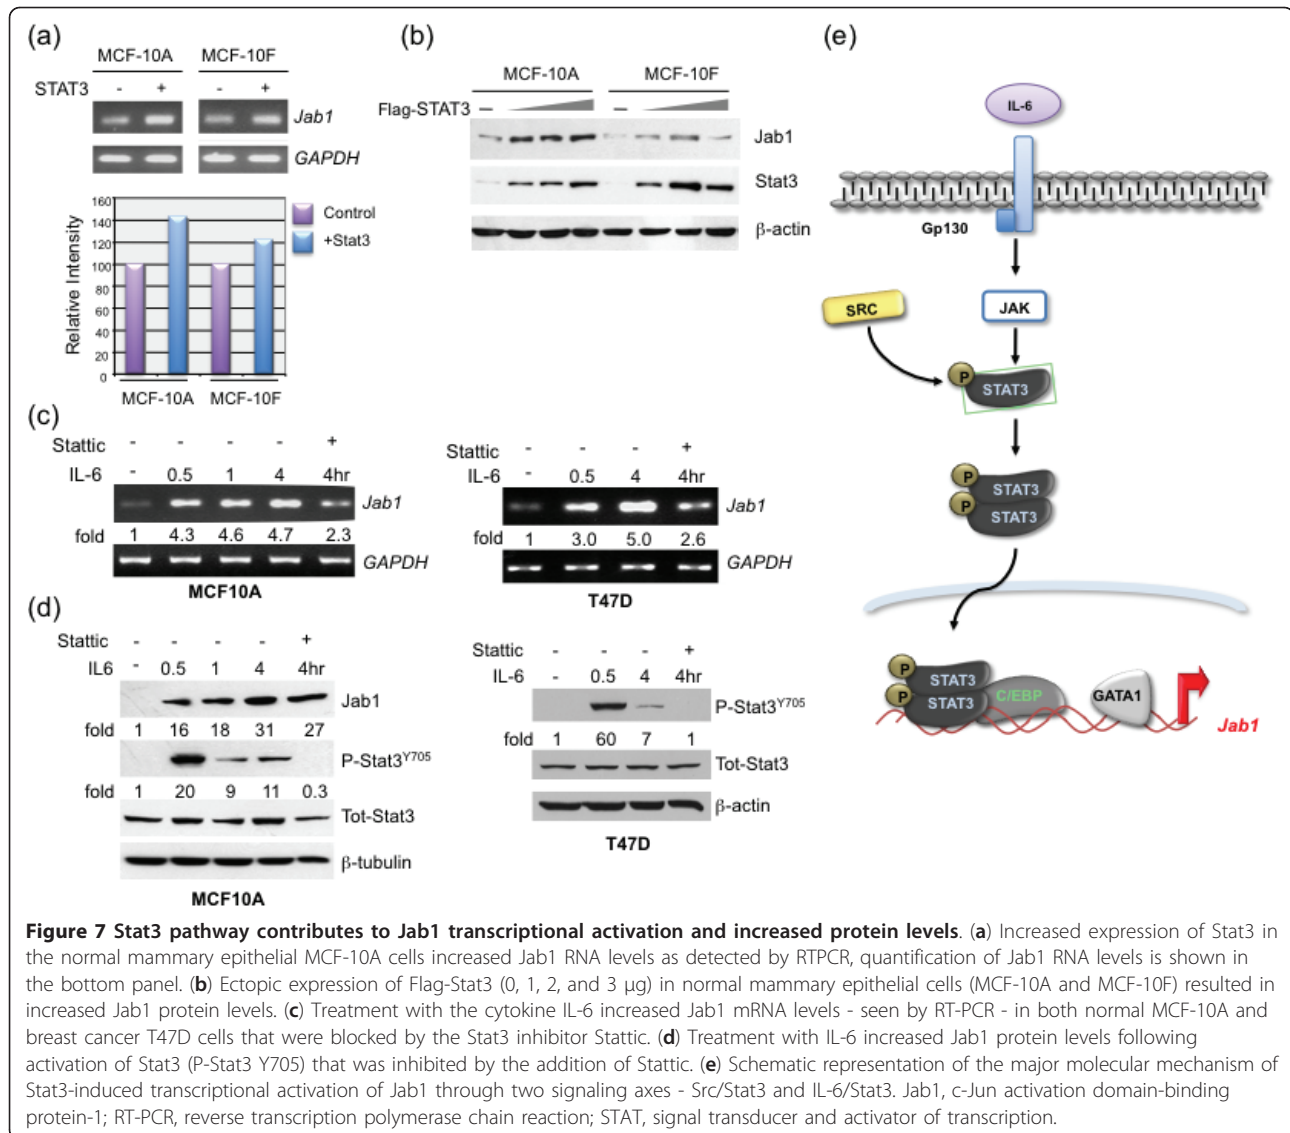 (a)
MCF-10A MCF-10F
STAT3 - + - +
Jab1
GAPDH
160
140
120
100
80
60
40
20
0
Relative Intensity
Control
+Stat3
MCF-10A MCF-10F
(b)
MCF-10A MCF-10F
Flag-STAT3 – –
Jab1
Stat3
β-actin
(c)
Stattic - - - - +
IL-6 - 0.5 1 4 4hr
Jab1
fold 1 4.3 4.6 4.7 2.3
GAPDH
MCF10A
Stattic - - - +
IL-6 - 0.5 4 4hr
Jab1
fold 1 3.0 5.0 2.6
GAPDH
T47D
(d)
Stattic - - - - +
IL6 - 0.5 1 4 4hr
Jab1
fold 1 16 18 31 27
P-Stat3Y705
fold 1 20 9 11 0.3
Tot-Stat3
β-tubulin
MCF10A
Stattic - - - +
IL-6 - 0.5 4 4hr
P-Stat3Y705
fold 1 60 7 1
Tot-Stat3
β-actin
T47D
(e)
IL-6
Gp130
SRC
JAK
P
STAT3
P
STAT3
P
STAT3
P
STAT3
P
STAT3
C/EBP
GATA1
Jab1
Figure 7 Stat3 pathway contributes to Jab1 transcriptional activation and increased protein levels. (a) Increased expression of Stat3 in
the normal mammary epithelial MCF-10A cells increased Jab1 RNA levels as detected by RTPCR, quantification of Jab1 RNA levels is shown in
the bottom panel. (b) Ectopic expression of Flag-Stat3 (0, 1, 2, and 3 μg) in normal mammary epithelial cells (MCF-10A and MCF-10F) resulted in
increased Jab1 protein levels. (c) Treatment with the cytokine IL-6 increased Jab1 mRNA levels - seen by RT-PCR - in both normal MCF-10A and
breast cancer T47D cells that were blocked by the Stat3 inhibitor Stattic. (d) Treatment with IL-6 increased Jab1 protein levels following
activation of Stat3 (P-Stat3 Y705) that was inhibited by the addition of Stattic. (e) Schematic representation of the major molecular mechanism of
Stat3-induced transcriptional activation of Jab1 through two signaling axes - Src/Stat3 and IL-6/Stat3. Jab1, c-Jun activation domain-binding
protein-1; RT-PCR, reverse transcription polymerase chain reaction; STAT, signal transducer and activator of transcription.